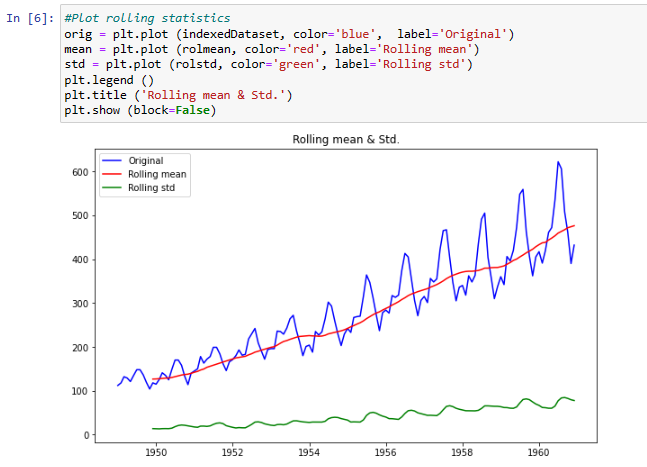 In [6]: #Plot rolling statistics
orig = plt.plot (indexedDataset, color='blue',  label='Original')
mean = plt.plot (rolmean, color='red', label='Rolling mean')
std = plt.plot (rolstd, color='green', label='Rolling std')
plt.legend ()
plt.title ('Rolling mean & Std.')
plt.show (block=False)
Rolling mean & Std.
Original
Rolling mean
Rolling std
600
500
400
300
200
100
0
1950 1952 1954 1956 1958 1960